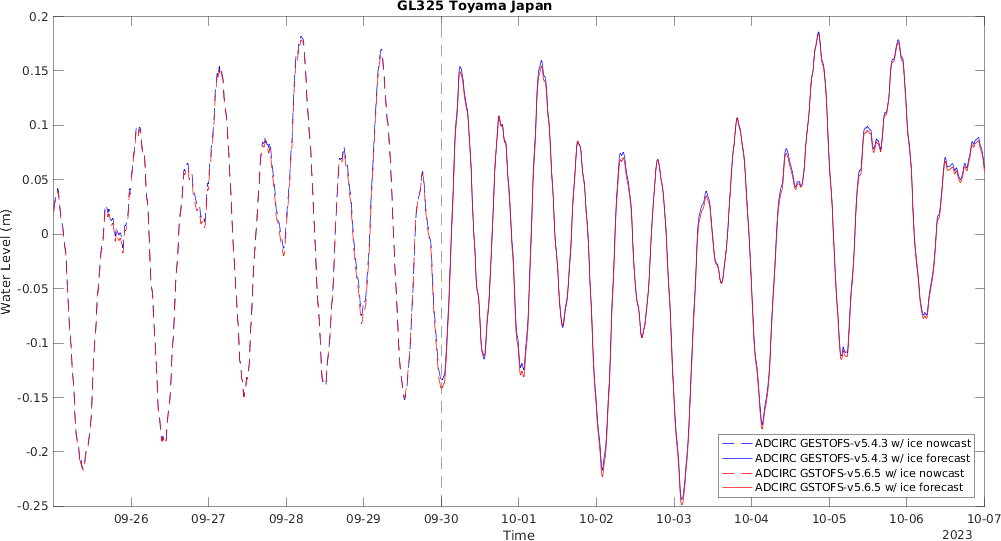 GL325 Toyama Japan
0.2
0.15
0.1
0.05
0
-0.05
-0.1
-0.15
-0.2
-0.25
Water Level (m)
ADCIRC GESTOFS-v5.4.3 w/ ice nowcast
ADCIRC GESTOFS-v5.4.3 w/ ice forecast
ADCIRC GSTOFS-v5.6.5 w/ ice nowcast
ADCIRC GSTOFS-v5.6.5 w/ ice forecast
09-26 09-27 09-28 09-29 09-30 10-01 10-02 10-03 10-04 10-05 10-06 10-07
Time
2023